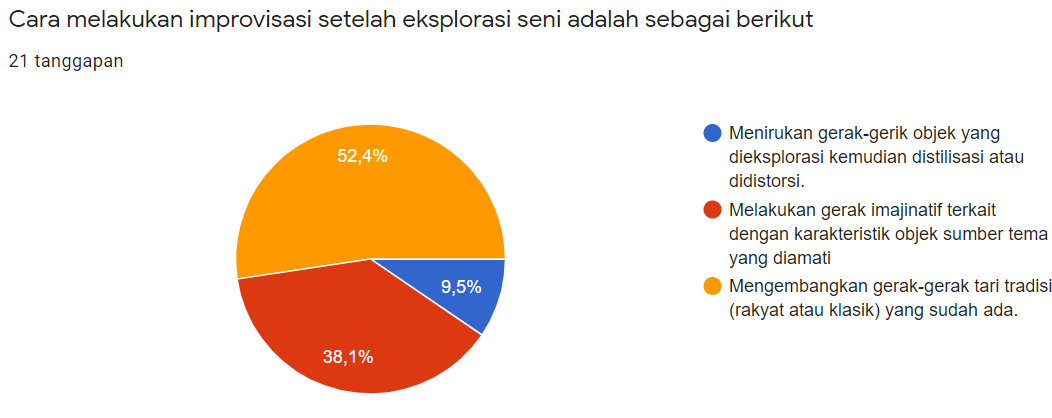 Cara melakukan improvisasi setelah eksplorasi seni adalah sebagai berikut
21 tanggapan
52,4%
9,5%
38,1%
Menirukan gerak-gerik objek yang
dieksplorasi kemudian distilisasi atau
didistorsi.
Melakukan gerak imajinatif terkait
dengan karakteristik objek sumber tema
yang diamati
Mengembangkan gerak-gerak tari tradisi
(rakyat atau klasik) yang sudah ada.